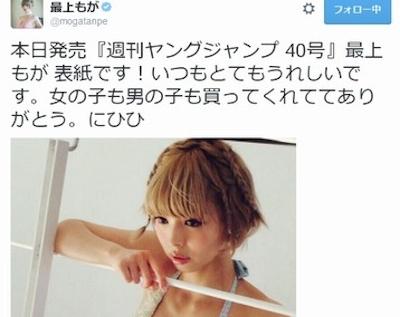 最上もが
@mogatanpe
フォロー中
本日発売『週刊ヤングジャンプ 40号』最上
もが 表紙です！いつもとてもうれしいで
す。女の子も男の子も買ってくれててあり
がとう。にひひ